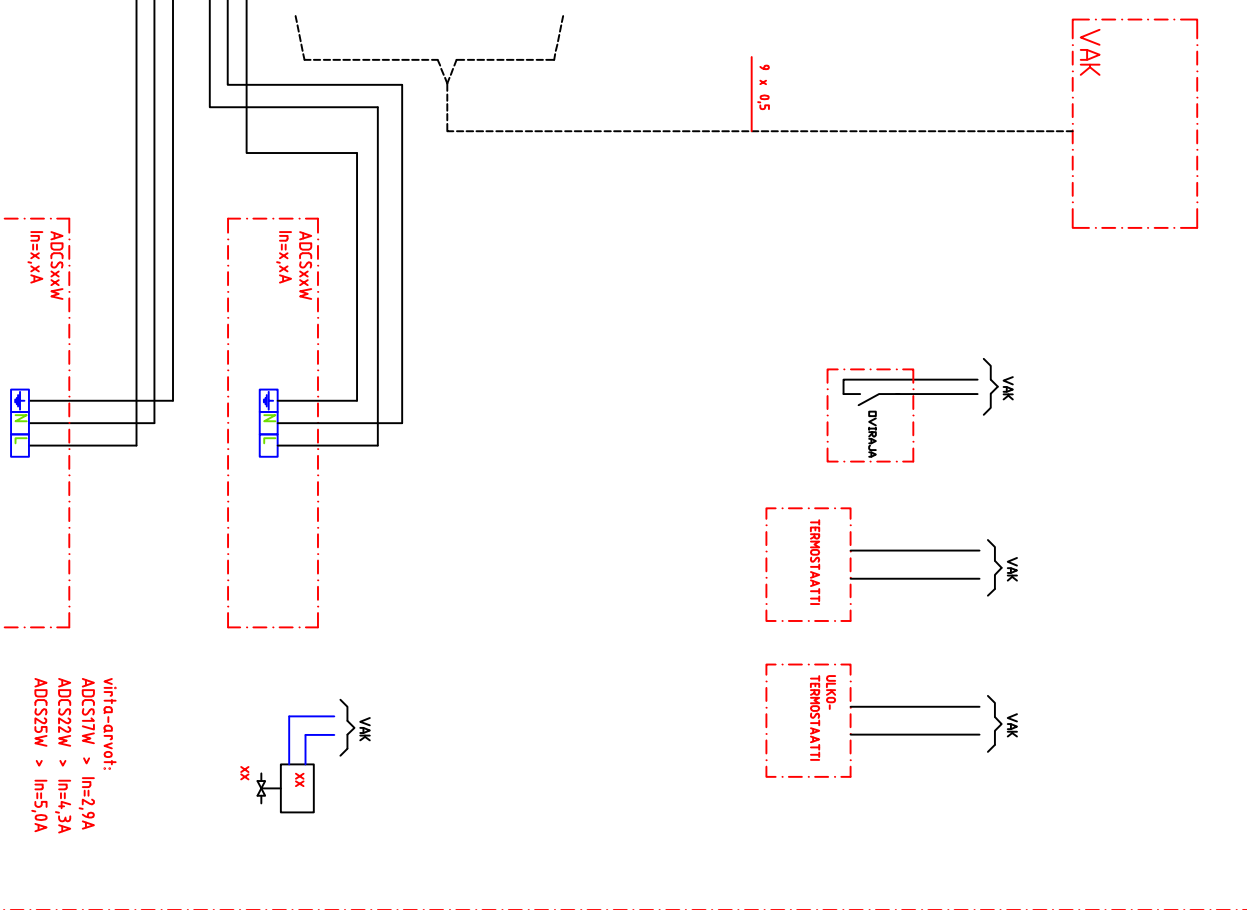 VAK
9 x 0,5
ADCSxxW
In=x,xA
ADCSxxW
In=x,xA
N
L
N
L
VAK
OVIRAJA
VAK
TERMOSTAATTI
VAK
ULKO-
TERMOSTAATTI
VAK
xx
xx
virta-arvot:
ADCS17W > In=2,9A
ADCS22W > In=4,3A
ADCS25W > In=5,0A